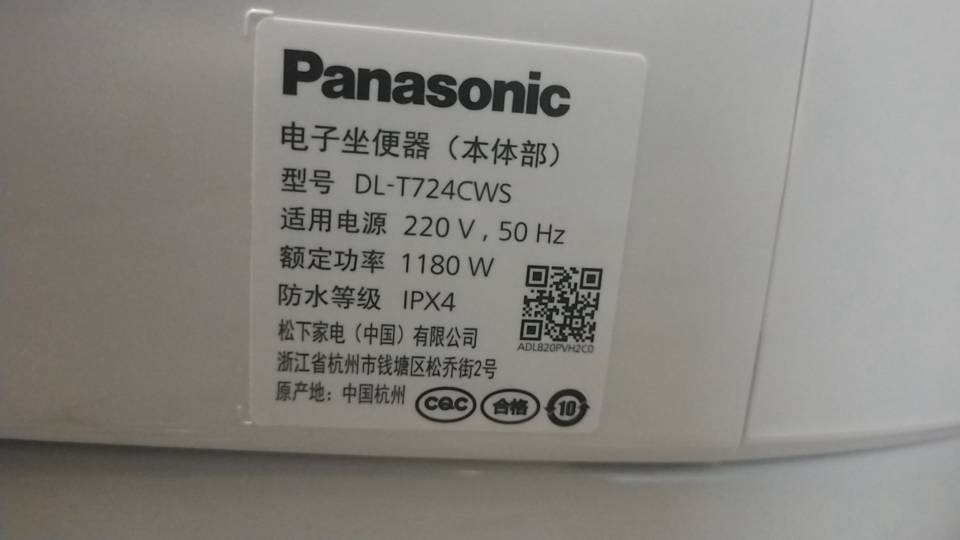 Panasonic
电子坐便器（本体部）
型号 DL-T724CWS
适用电源 220 V , 50 Hz
额定功率 1180 W
防水等级 IPX4
ADL820PVH2C0
松下家电（中国）有限公司
浙江省杭州市钱塘区松乔街2号
原产地：中国杭州
CQC 合格 10